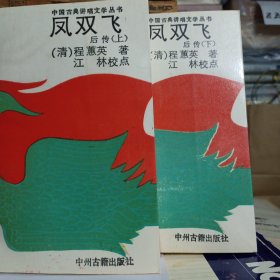 中国古典讲唱文学丛书
凤双飞
后传(上)
(清)程蕙英 著
江 林校点
中州古籍出版社
中国古典讲唱文学丛书
凤双飞
后传(下)
(清)程蕙英 著
江 林校点
中州古籍出版社